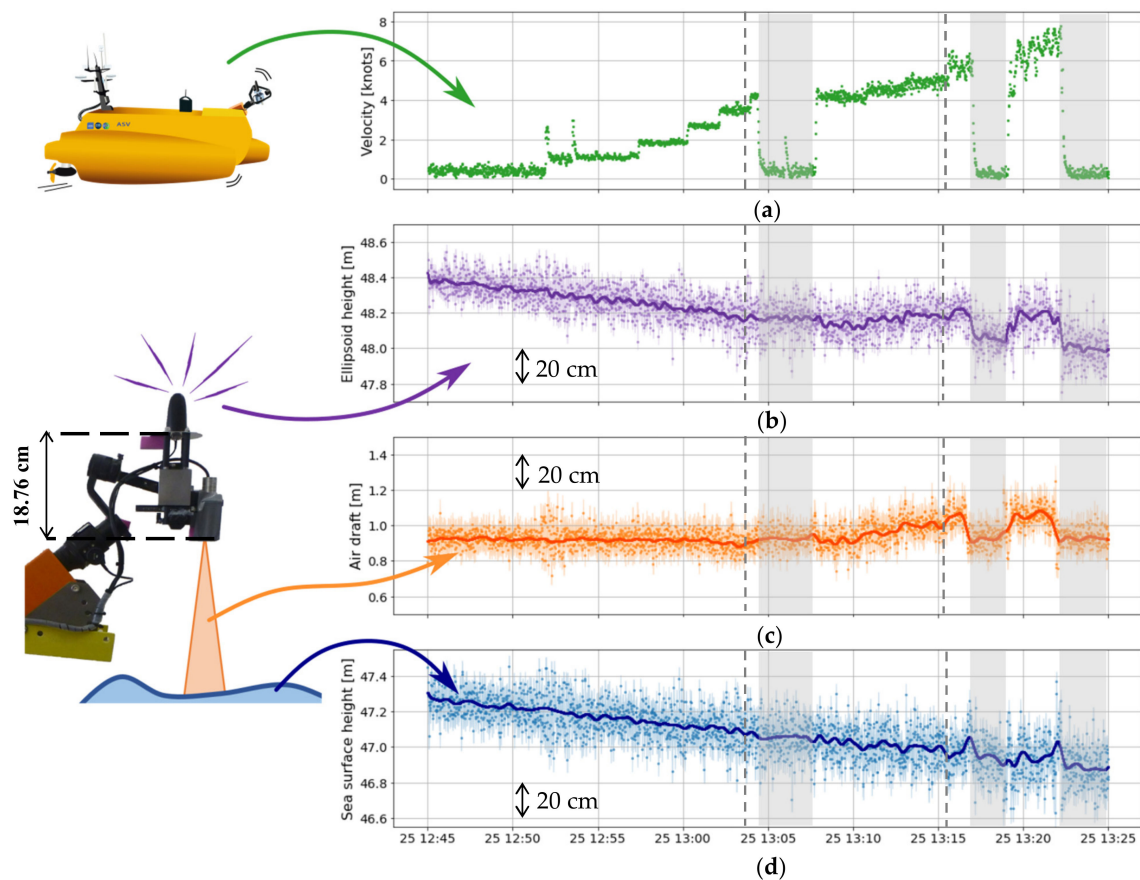 ASV
8
6
4
2
0
Velocity [knots]
(a)
48.6
48.4
48.2
48.0
47.8
Ellipsoid height [m]
20 cm
(b)
18.76 cm
1.4
1.2
1.0
0.8
0.6
Air draft [m]
20 cm
(c)
47.4
47.2
47.0
46.8
46.6
Sea surface height [m]
20 cm
25 12:45 25 12:50 25 12:55 25 13:00 25 13:05 25 13:10 25 13:15 25 13:20 25 13:25
(d)